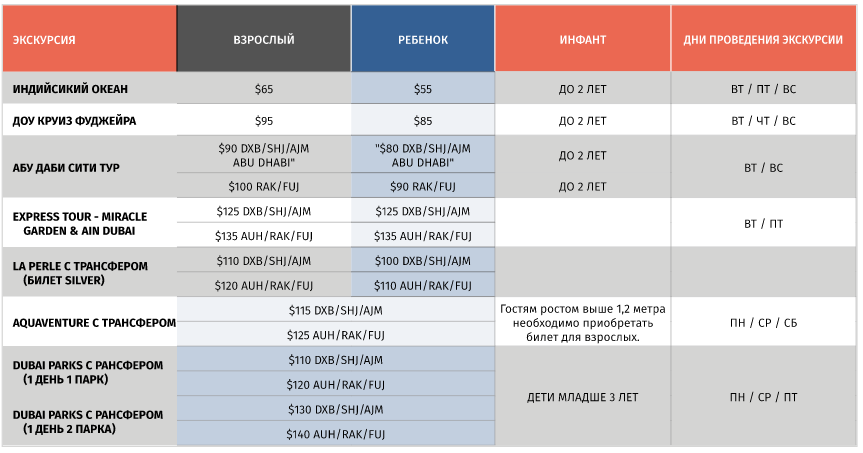 ЭКСКУРСИЯ ВЗРОСЛЫЙ РЕБЕНОК ИНФАНТ ДНИ ПРОВЕДЕНИЯ ЭКСКУРСИИ
ИНДИЙСИКИЙ ОКЕАН $65 $55 ДО 2 ЛЕТ ВТ / ПТ / ВС
ДОУ КРУИЗ ФУДЖЕЙРА $95 $85 ДО 2 ЛЕТ ВТ / ЧТ / ВС
АБУ ДАБИ СИТИ ТУР
$90 DXB/SHJ/AJM
ABU DHABI"
"$80 DXB/SHJ/AJM
ABU DHABI"
ДО 2 ЛЕТ
$100 RAK/FUJ $90 RAK/FUJ ДО 2 ЛЕТ
ВТ / ВС
EXPRESS TOUR - MIRACLE
GARDEN & AIN DUBAI
$125 DXB/SHJ/AJM $125 DXB/SHJ/AJM
$135 AUH/RAK/FUJ $135 AUH/RAK/FUJ
ВТ / ПТ
LA PERLE С ТРАНСФЕРОМ
(БИЛЕТ SILVER)
$110 DXB/SHJ/AJM $100 DXB/SHJ/AJM
$120 AUH/RAK/FUJ $110 AUH/RAK/FUJ
AQUAVENTURE С ТРАНСФЕРОМ
$115 DXB/SHJ/AJM
$125 AUH/RAK/FUJ
Гостям ростом выше 1,2 метра
необходимо приобретать
билет для взрослых.
ПН / СР / СБ
DUBAI PARKS С РАНСФЕРОМ
(1 ДЕНЬ 1 ПАРК)
$110 DXB/SHJ/AJM
$120 AUH/RAK/FUJ
DUBAI PARKS С РАНСФЕРОМ
(1 ДЕНЬ 2 ПАРКА)
$130 DXB/SHJ/AJM
$140 AUH/RAK/FUJ
ДЕТИ МЛАДШЕ 3 ЛЕТ
ПН / СР / ПТ